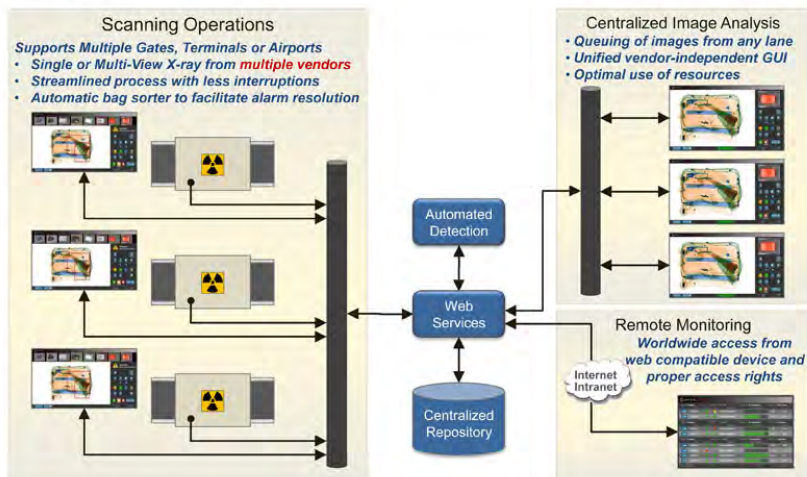 Scanning Operations
Supports Multiple Gates, Terminals or Airports
• Single or Multi-View X-ray from multiple vendors
• Streamlined process with less interruptions
• Automatic bag sorter to facilitate alarm resolution
Centralized Image Analysis
• Queuing of images from any lane
• Unified vendor-independent GUI
• Optimal use of resources
Automated
Detection
Web
Services
Centralized
Repository
Remote Monitoring
Worldwide access from
web compatible device and
proper access rights
Internet
Intranet